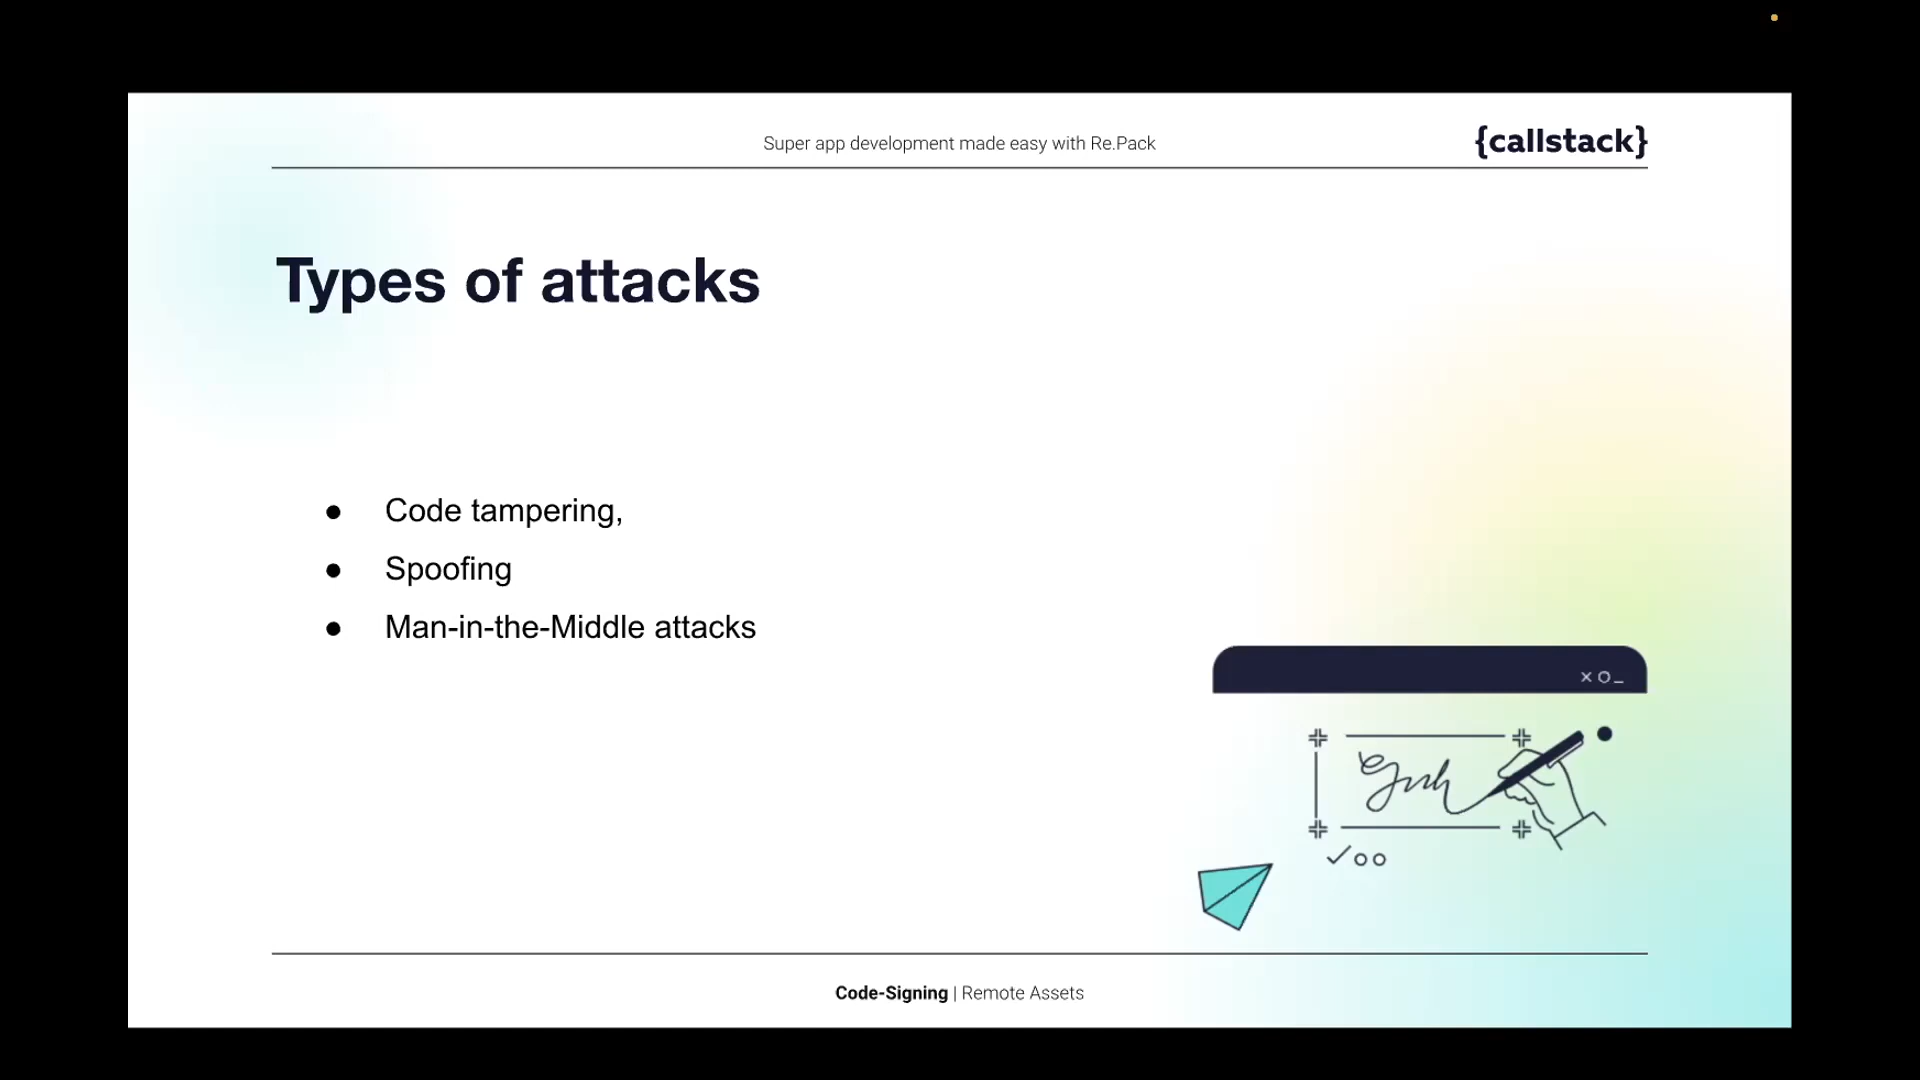 Super app development made easy with Re.Pack
{callstack}
Types of attacks
● Code tampering,
● Spoofing
● Man-in-the-Middle attacks
Code-Signing | Remote Assets